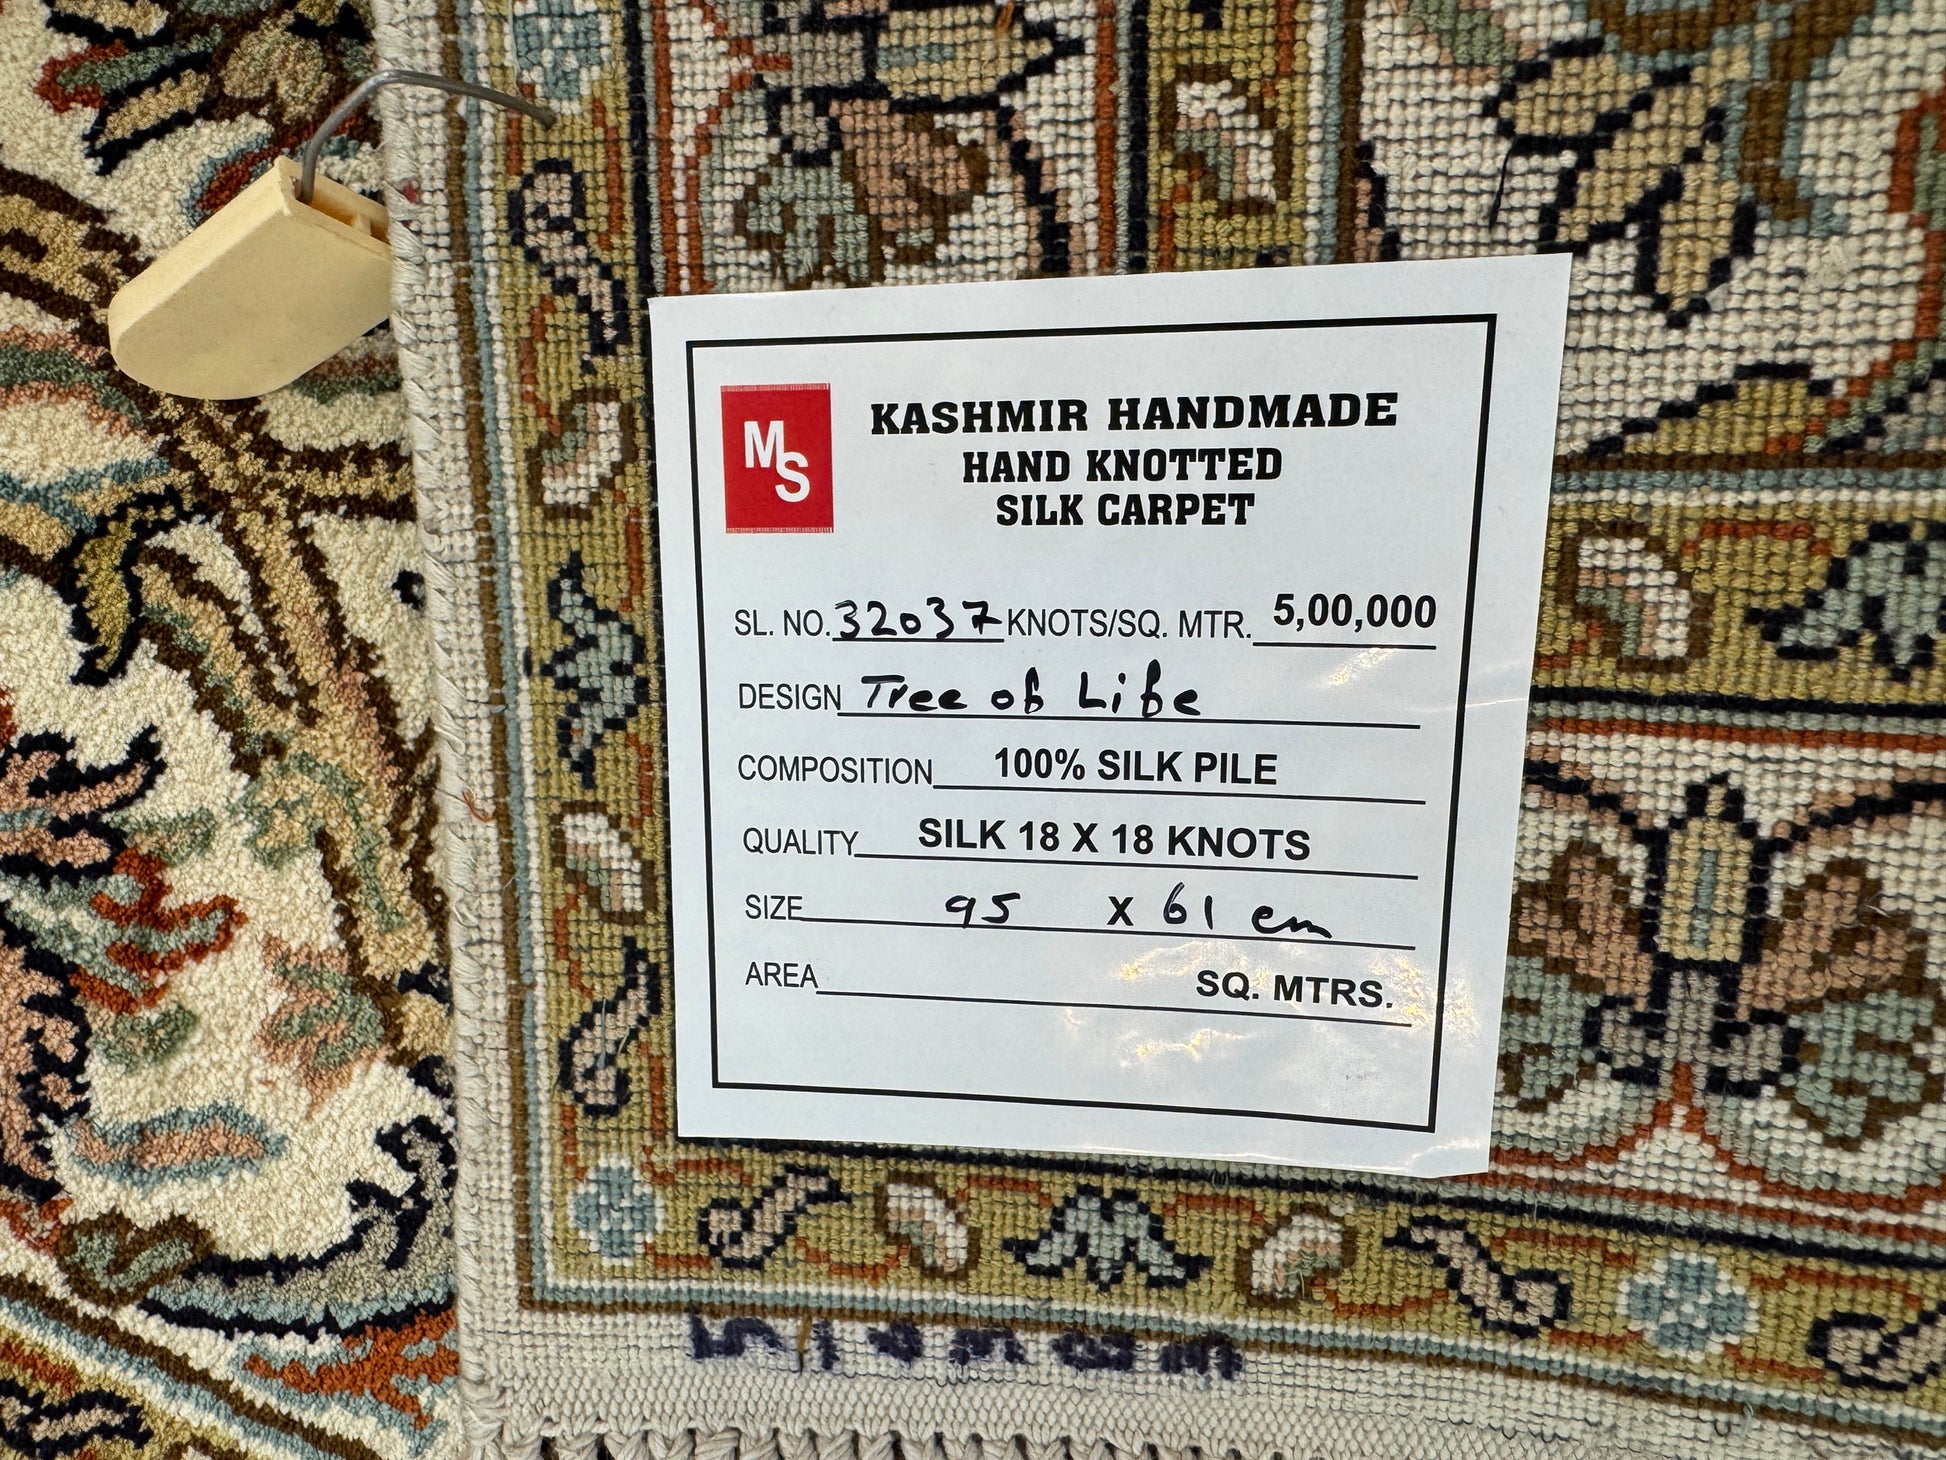 MS
KASHMIR HANDMADE
HAND KNOTTED
SILK CARPET
SL. NO. 32037 KNOTS/SQ. MTR. 5,00,000
DESIGN Tree of Life
COMPOSITION 100% SILK PILE
QUALITY SILK 18 X 18 KNOTS
SIZE 95 X 61 cm
AREA SQ. MTRS.